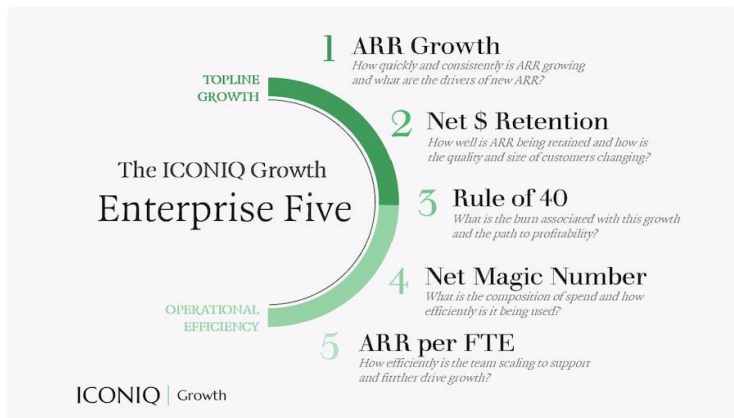 1 ARR Growth
How quickly and consistently is ARR growing
and what are the drivers of new ARR?
TOPLINE
GROWTH
2 Net $ Retention
How well is ARR being retained and how is
the quality and size of customers changing?
The ICONIQ Growth
Enterprise Five
3 Rule of 40
What is the burn associated with this growth
and the path to profitability?
4 Net Magic Number
What is the composition of spend and how
efficiently is it being used?
OPERATIONAL
EFFICIENCY
5 ARR per FTE
How efficiently is the team scaling to support
and further drive growth?
ICONIQ | Growth